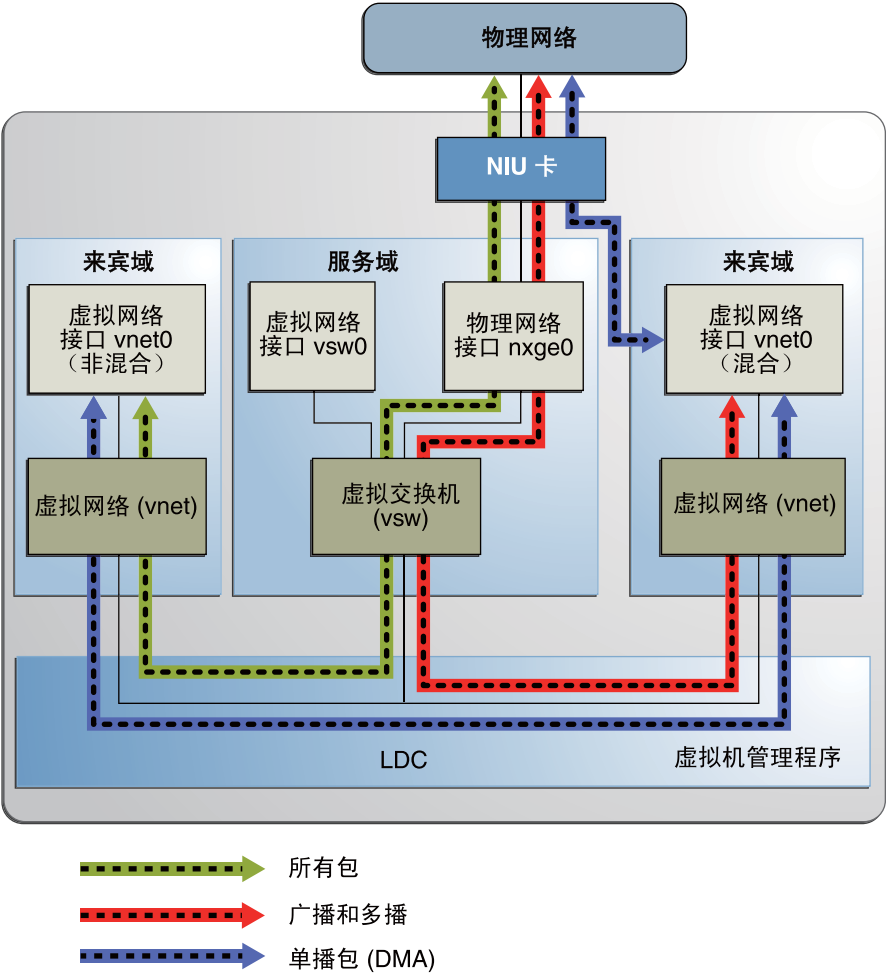 物理网络
NIU 卡
来宾域
服务域
来宾域
虚拟网络
接口 vnet0
（非混合）
虚拟网络
接口 vsw0
物理网络
接口 nxge0
虚拟网络
接口 vnet0
（混合）
虚拟网络 (vnet)
虚拟交换机
(vsw)
虚拟网络 (vnet)
LDC
虚拟机管理程序
所有包
广播和多播
单播包 (DMA)